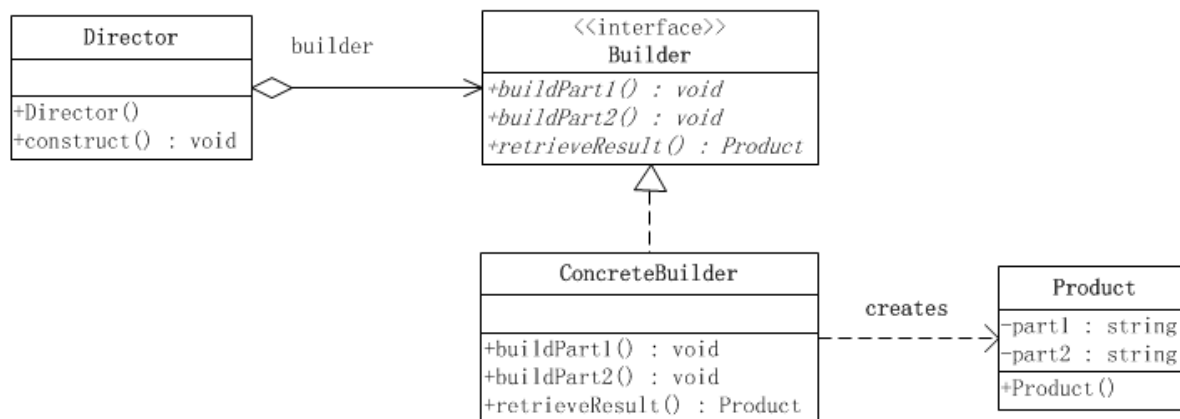 Director
+Director()
+construct() : void
builder
<<interface>>
Builder
+buildPart1() : void
+buildPart2() : void
+retrieveResult() : Product
ConcreteBuilder
+buildPart1() : void
+buildPart2() : void
+retrieveResult() : Product
creates
Product
-part1 : string
-part2 : string
+Product()